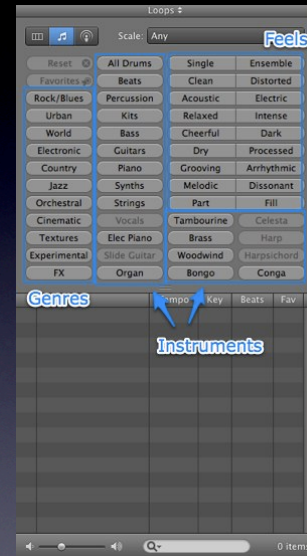 Loops
Scale: Any
Feels
Reset All Drums Single Ensemble
Favorites Beats Clean Distorted
Rock/Blues Percussion Acoustic Electric
Urban Kits Relaxed Intense
World Bass Cheerful Dark
Electronic Guitars Dry Processed
Country Piano Grooving Arrhythmic
Jazz Synths Melodic Dissonant
Orchestral Strings Part Fill
Cinematic Vocals Tambourine Celesta
Textures Elec Piano Brass Harp
Experimental Slide Guitar Woodwind Harpsichord
FX Organ Bongo Conga
Genres
Tempo Key Beats Fav
Instruments
0 items